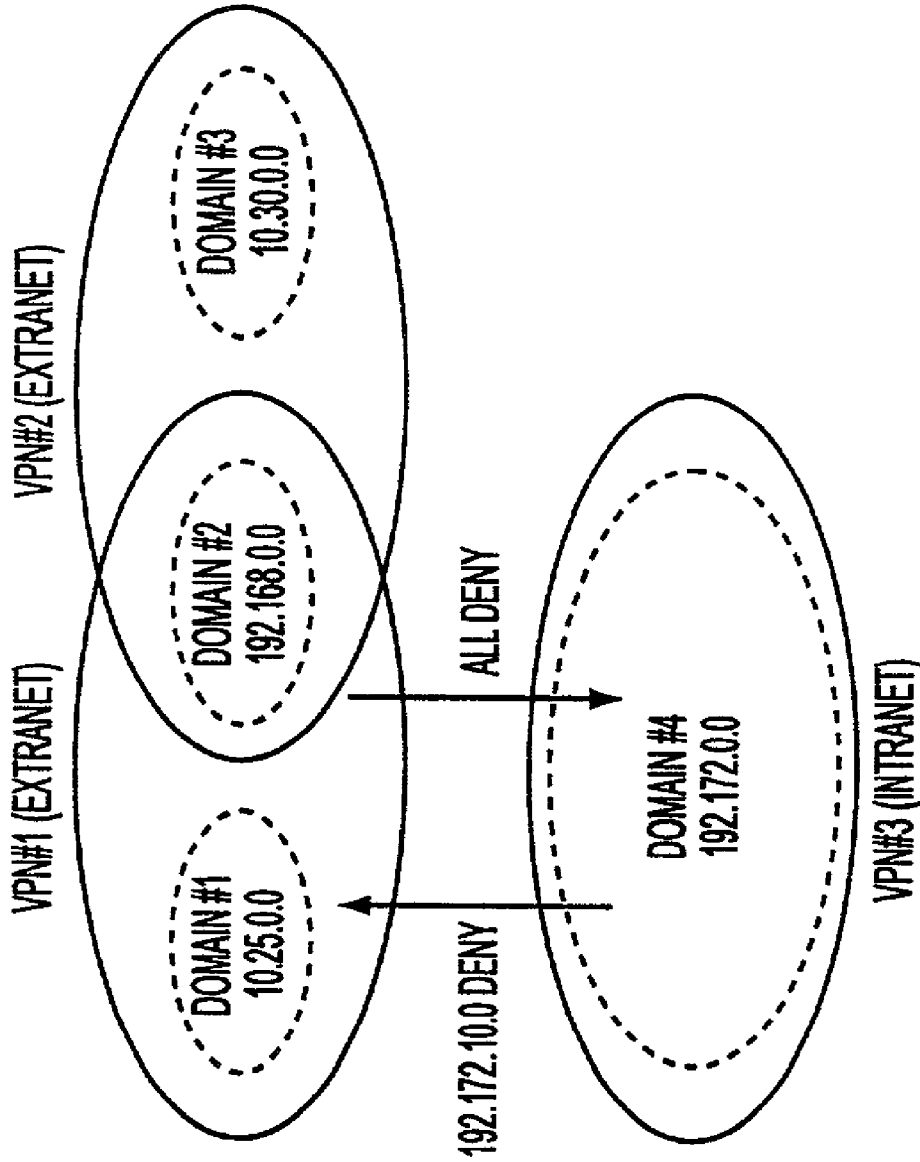 VPN#1 (EXTRANET)
VPN#2 (EXTRANET)
DOMAIN #1
10.25.0.0
DOMAIN #2
192.168.0.0
DOMAIN #3
10.30.0.0
192.172.10.0 DENY
ALL DENY
DOMAIN #4
192.172.0.0
VPN#3 (INTRANET)